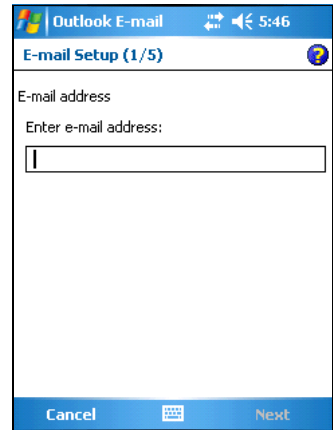 Outlook E-mail 5:46
E-mail Setup (1/5)
E-mail address
Enter e-mail address:
Cancel Next